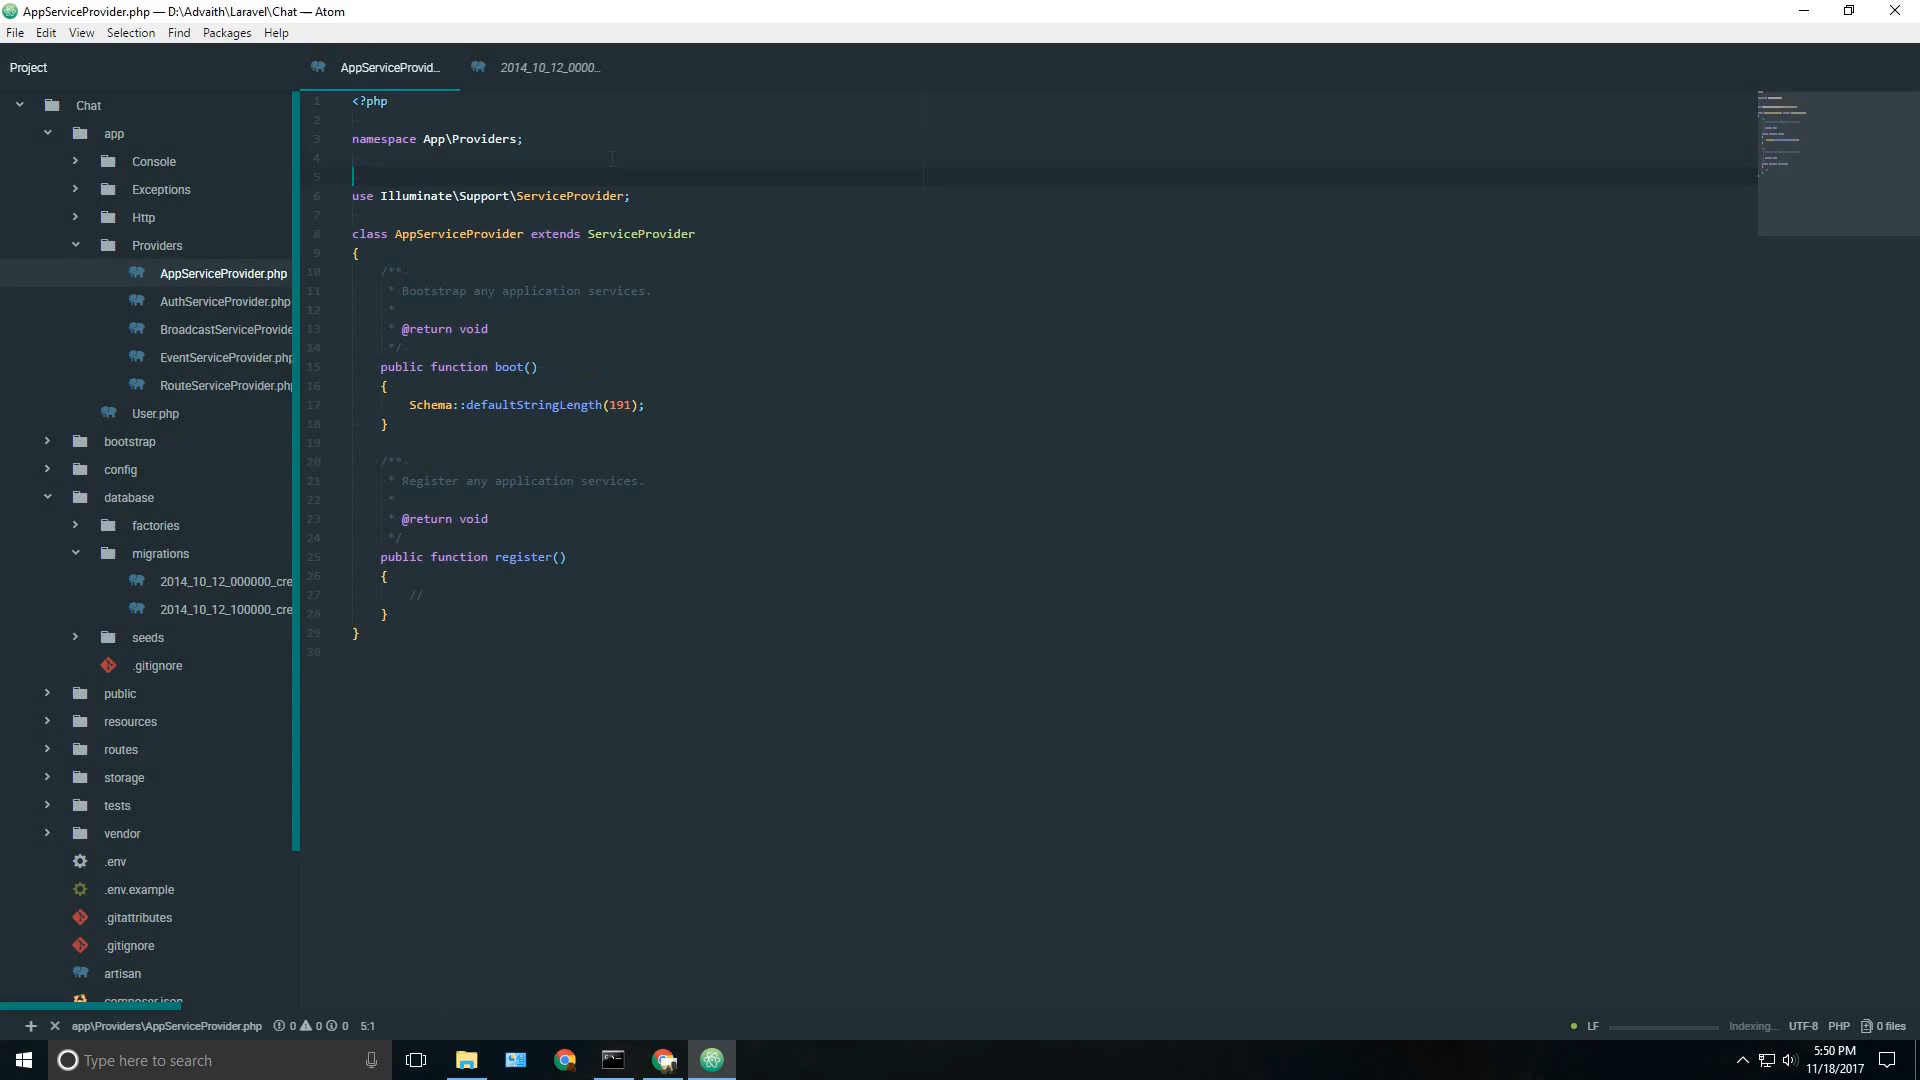 AppServiceProvider.php — D:\Advaith\Laravel\Chat — Atom
File Edit View Selection Find Packages Help
Project
AppServiceProvid...
2014_10_12_0000...
Chat
app
Console
Exceptions
Http
Providers
AppServiceProvider.php
AuthServiceProvider.php
BroadcastServiceProvide
EventServiceProvider.php
RouteServiceProvider.php
User.php
bootstrap
config
database
factories
migrations
2014_10_12_000000_cre
2014_10_12_100000_cre
seeds
.gitignore
public
resources
routes
storage
tests
vendor
.env
.env.example
.gitattributes
.gitignore
artisan
composer.json
1 <?php
2
3 namespace App\Providers;
4
5
6 use Illuminate\Support\ServiceProvider;
7
8 class AppServiceProvider extends ServiceProvider
9 {
10 /**
11 * Bootstrap any application services.
12 *
13 * @return void
14 */
15 public function boot()
16 {
17 Schema::defaultStringLength(191);
18 }
19
20 /**
21 * Register any application services.
22 *
23 * @return void
24 */
25 public function register()
26 {
27 //
28 }
29 }
30
app\Providers\AppServiceProvider.php 0 0 0 5:1
LF Indexing... UTF-8 PHP 0 files
Type here to search
5:50 PM
11/18/2017